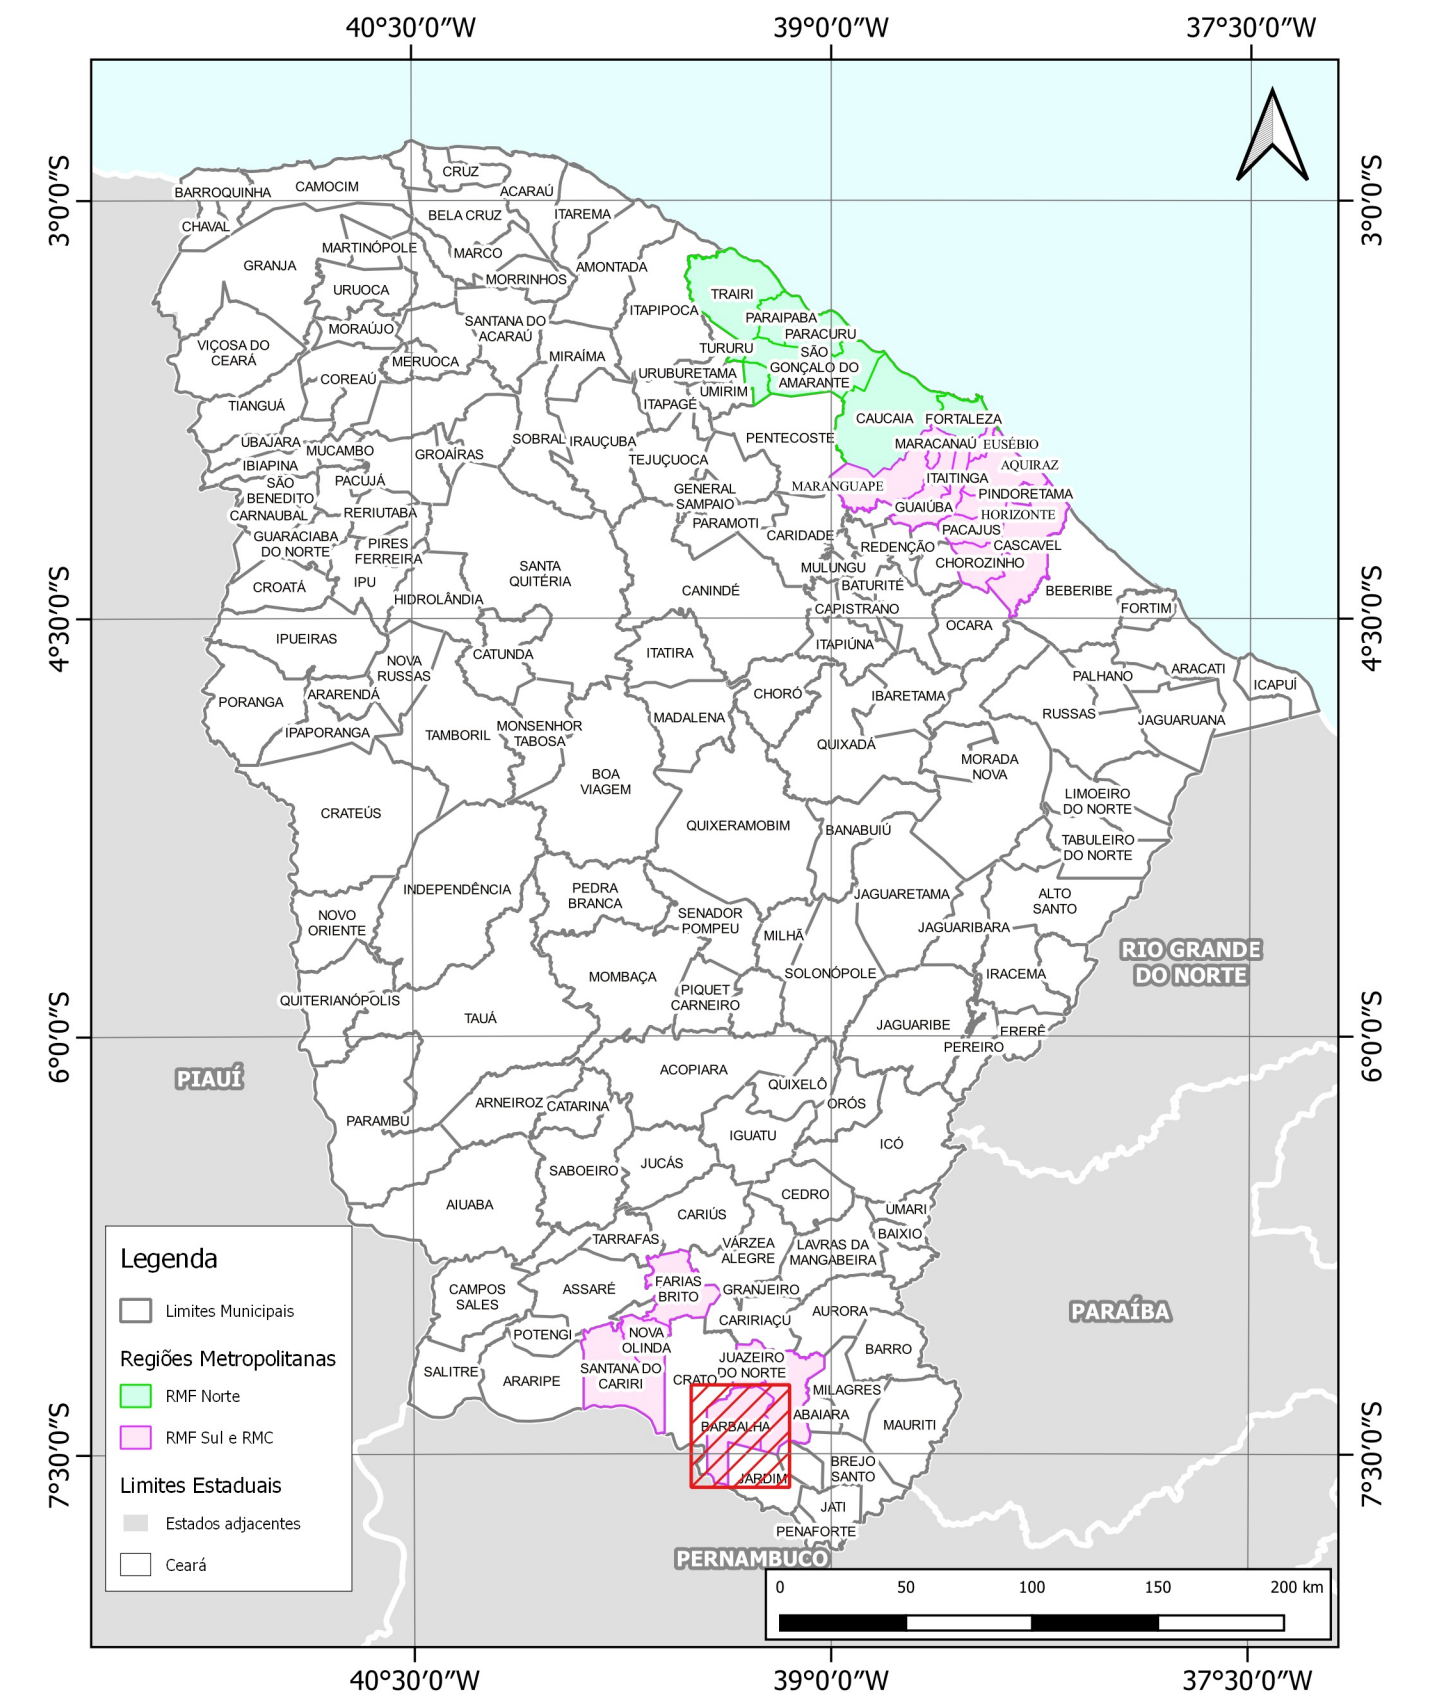 40°30′0″W 39°0′0″W 37°30′0″W
3°0′0″S
3°0′0″S
CRUZ
BARROQUINHA
CAMOCIM
ACARAÚ
CHAVAL
BELA CRUZ
ITAREMA
MARTINÓPOLE
MARCO
GRANJA
AMONTADA
MORRINHOS
URUOCA
TRAIRI
ITAPIPOCA
PARAIPABA
MORAÚJO
SANTANA DO
ACARAÚ
PARACURU
VIÇOSA DO
CEARÁ
TURURU
SÃO
GONÇALO DO
AMARANTE
MERUOCA
MIRAÍMA
COREAÚ
URUBURETAMA
UMIRIM
TIANGUÁ
ITAPAGÉ
CAUCAIA
FORTALEZA
UBAJARA
MUCAMBO
SOBRAL
IRAUÇUBA
PENTECOSTE
MARACANAÚ
EUSÉBIO
GROAÍRAS
TEJUÇUOCA
IBIAPINA
AQUIRAZ
SÃO
BENEDITO
PACUJÁ
ITAITINGA
MARANGUAPE
GENERAL
SAMPAIO
PINDORETAMA
CARNAUBAL
RERIUTABA
GUAIÚBA
HORIZONTE
PARAMOTI
PACAJUS
GUARACIABA
DO NORTE
CARIDADE
PIRES
FERREIRA
REDENÇÃO
CASCAVEL
CHOROZINHO
MULUNGU
SANTA
QUITÉRIA
CROATÁ
IPU
BATURITÉ
CANINDÉ
BEBERIBE
HIDROLÂNDIA
CAPISTRANO
FORTIM
4°30′0″S
4°30′0″S
OCARA
IPUEIRAS
ITAPIÚNA
CATUNDA
ITATIRA
NOVA
RUSSAS
ARACATI
PALHANO
ICAPUÍ
ARARENDÁ
CHORÓ
IBARETAMA
PORANGA
RUSSAS
MADALENA
JAGUARUANA
IPAPORANGA
TAMBORIL
MONSENHOR
TABOSA
QUIXADÁ
MORADA
NOVA
BOA
VIAGEM
LIMOEIRO
DO NORTE
CRATEÚS
QUIXERAMOBIM
BANABUIÚ
TABULEIRO
DO NORTE
INDEPENDÊNCIA
PEDRA
BRANCA
JAGUARETAMA
ALTO
SANTO
NOVO
ORIENTE
SENADOR
POMPEU
JAGUARIBARA
MILHÃ
RIO GRANDE
DO NORTE
MOMBAÇA
SOLONÓPOLE
IRACEMA
PIQUET
CARNEIRO
QUITERIANÓPOLIS
TAUÁ
JAGUARIBE
ERERÉ
6°0′0″S
6°0′0″S
PEREIRO
PIAUÍ
ACOPIARA
QUIXELÔ
ARNEIROZ
CATARINA
ORÓS
PARAMBU
IGUATU
ICÓ
JUCÁS
SABOEIRO
CEDRO
AIUABA
UMARI
CARIÚS
BAIXIO
TARRAFAS
VÁRZEA
ALEGRE
LAVRAS DA
MANGABEIRA
CAMPOS
SALES
ASSARÉ
FARIAS
BRITO
GRANJEIRO
PARAÍBA
AURORA
CARIRIAÇU
POTENGI
NOVA
OLINDA
BARRO
JUAZEIRO
DO NORTE
SALITRE
ARARIPE
SANTANA DO
CARIRI
CRATO
MILAGRES
ABAIARA
BARBALHA
MAURITI
7°30′0″S
7°30′0″S
BREJO
SANTO
JARDIM
JATI
PENAFORTE
PERNAMBUCO
Legenda
Limites Municipais
Regiões Metropolitanas
RMF Norte
RMF Sul e RMC
Limites Estaduais
Estados adjacentes
Ceará
0 50 100 150 200 km
40°30′0″W 39°0′0″W 37°30′0″W